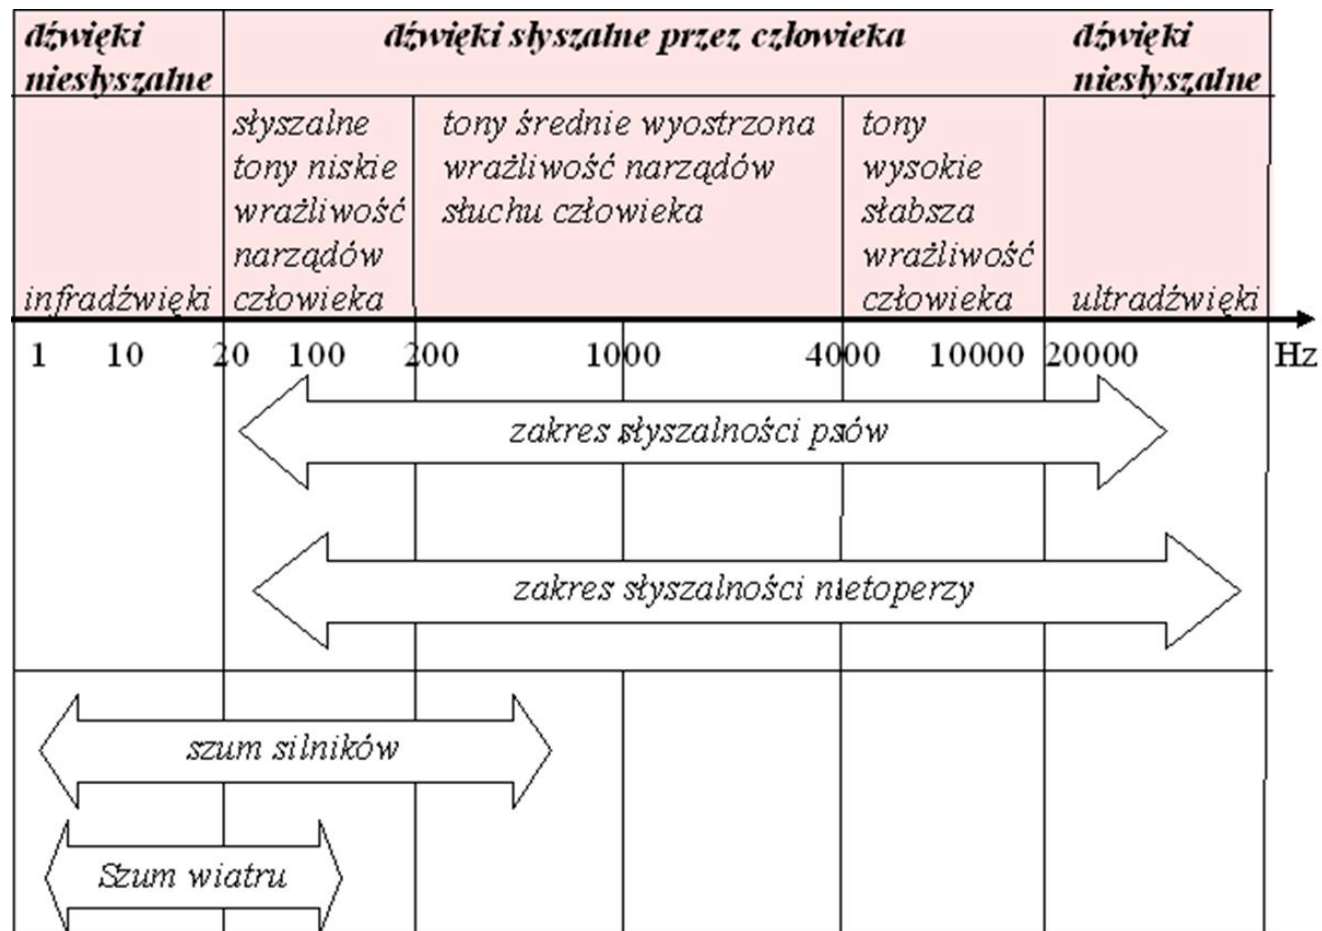 dźwięki
niesłyszalne
dźwięki słyszalne przez człowieka
dźwięki
niesłyszalne
infradźwięki
słyszalne
tony niskie
wrażliwość
narządów
człowieka
tony średnie wyostrzona
wrażliwość narządów
słuchu człowieka
tony
wysokie
słabsza
wrażliwość
człowieka
ultradźwięki
1 10 20 100 200 1000 4000 10000 20000 Hz
zakres słyszalności psów
zakres słyszalności nietoperzy
szum silników
Szum wiatru